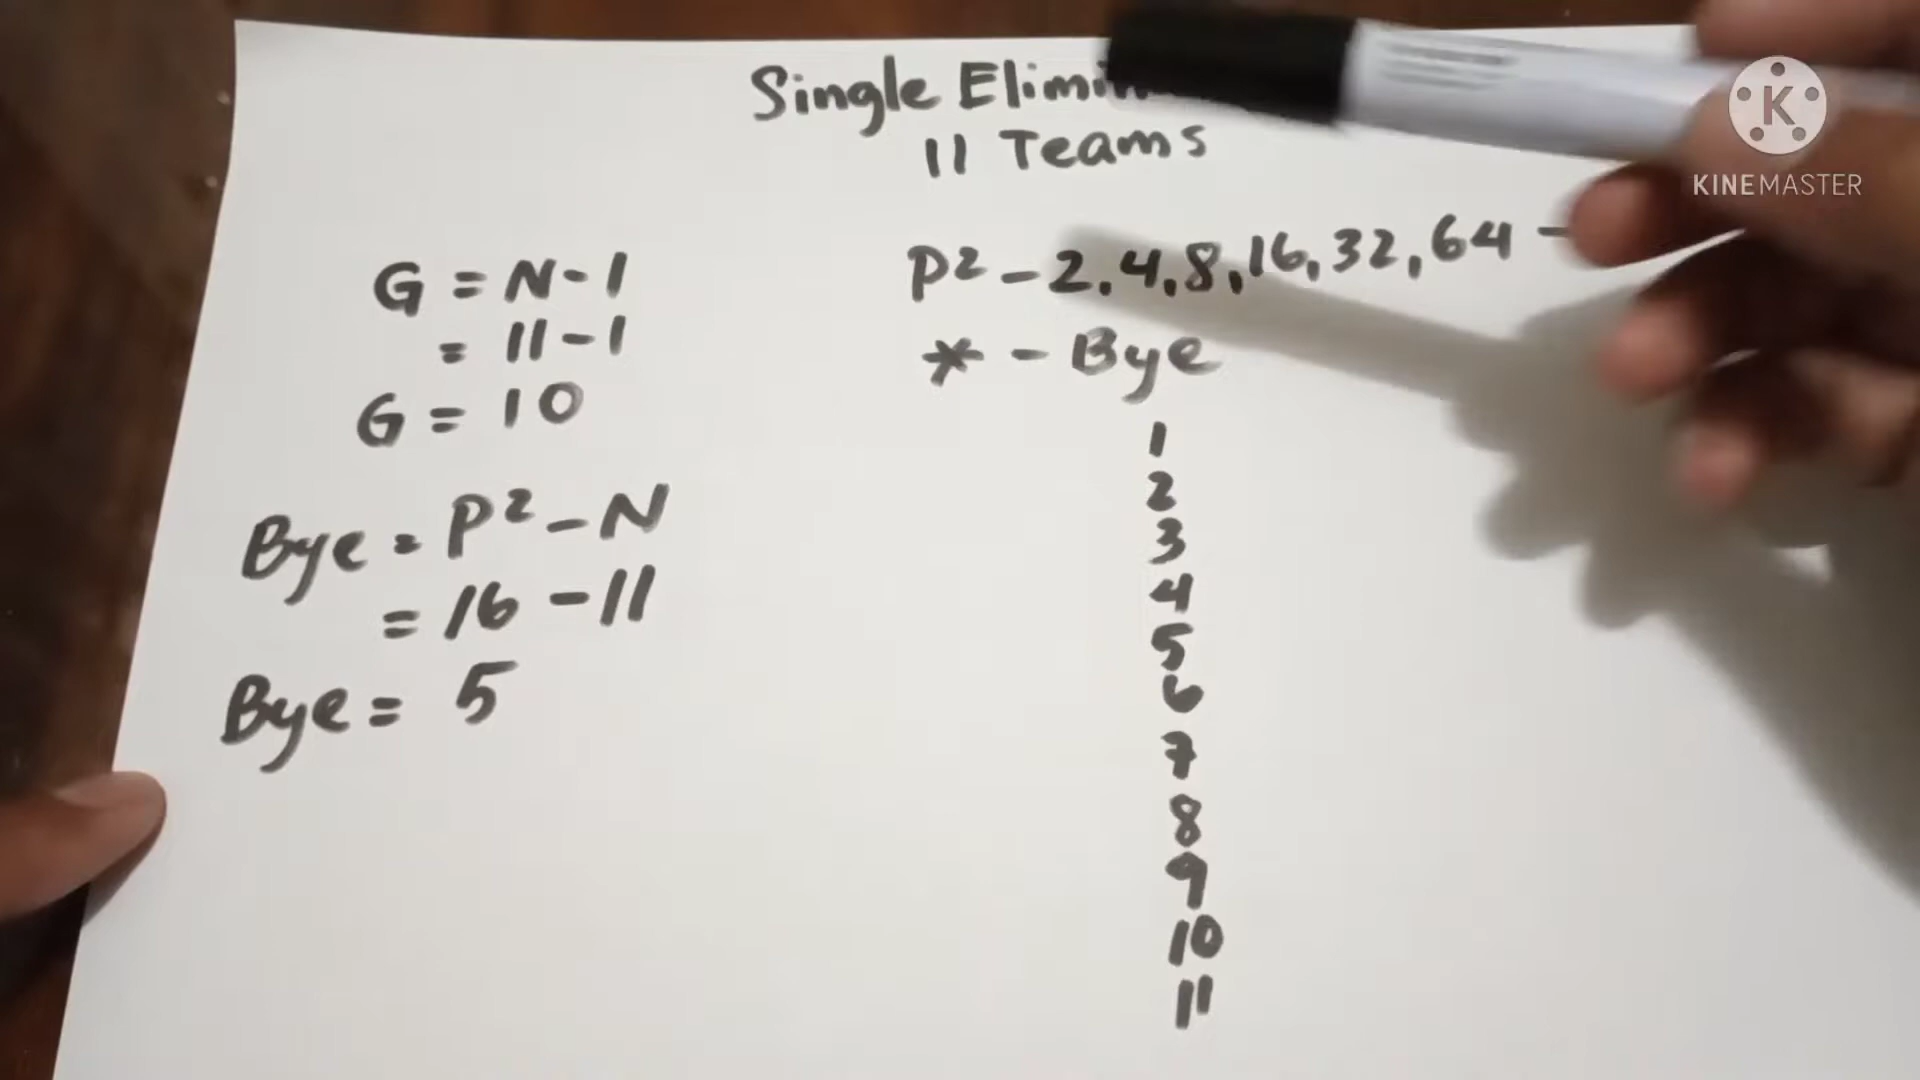 Single
11 Teams
G = N-1
= 11-1
G = 10
Bye = P² - N
= 16 - 11
Bye = 5
P² - 2, 4, 8, 16, 32, 64 -
* - Bye
1
2
3
4
5
6
7
8
9
10
11
KINEMASTER